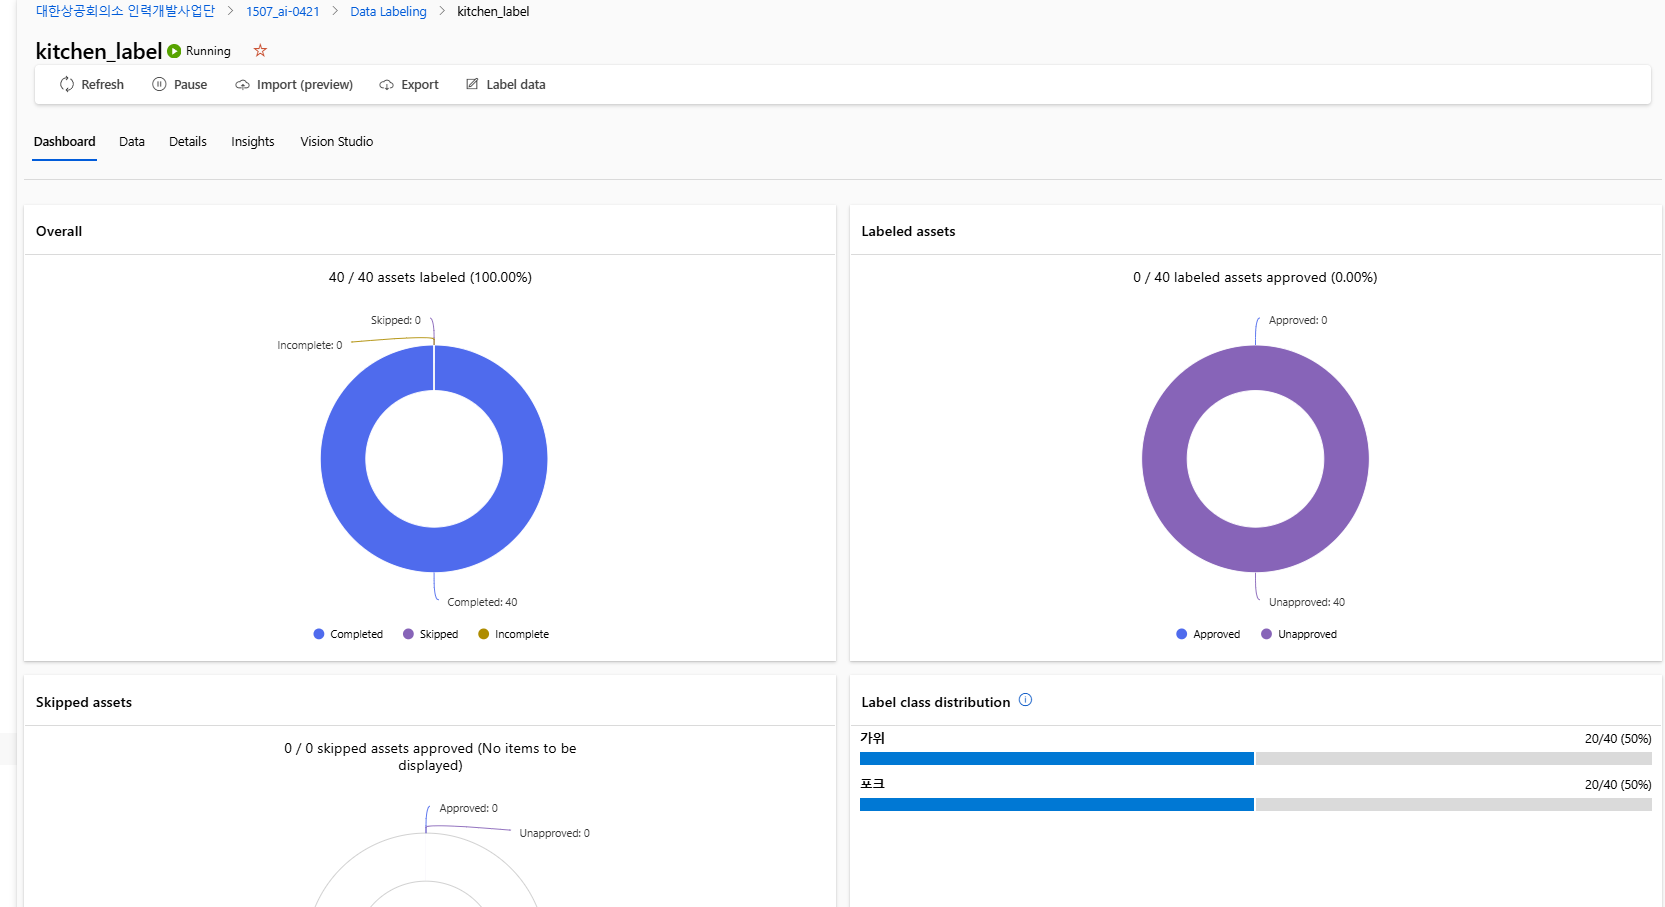 대한상공회의소 인력개발사업단 > 1507_ai-0421 > Data Labeling > kitchen_label
kitchen_label Running
Refresh Pause Import (preview) Export Label data
Dashboard Data Details Insights Vision Studio
Overall
40 / 40 assets labeled (100.00%)
Skipped: 0
Incomplete: 0
Completed: 40
Completed Skipped Incomplete
Labeled assets
0 / 40 labeled assets approved (0.00%)
Approved: 0
Unapproved: 40
Approved Unapproved
Skipped assets
0 / 0 skipped assets approved (No items to be
displayed)
Approved: 0
Unapproved: 0
Label class distribution
가위 20/40 (50%)
포크 20/40 (50%)